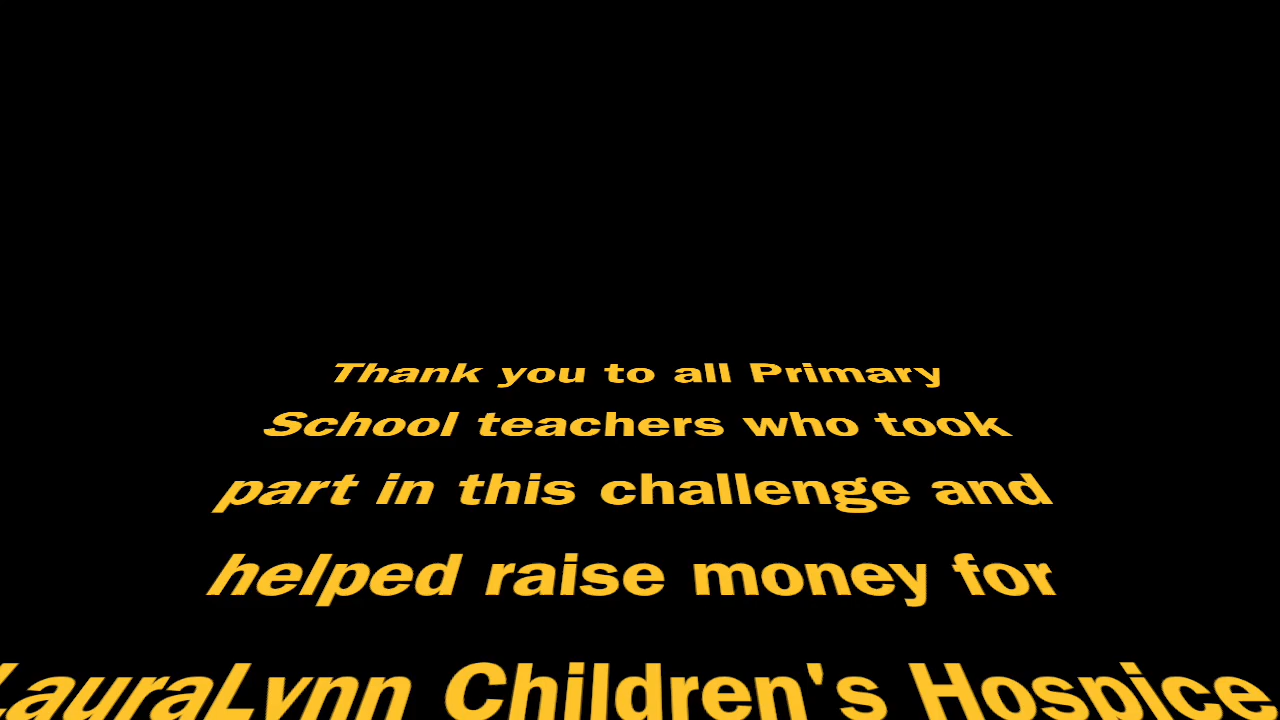 Thank you to all Primary
School teachers who took
part in this challenge and
helped raise money for
LauraLynn Children's Hospice